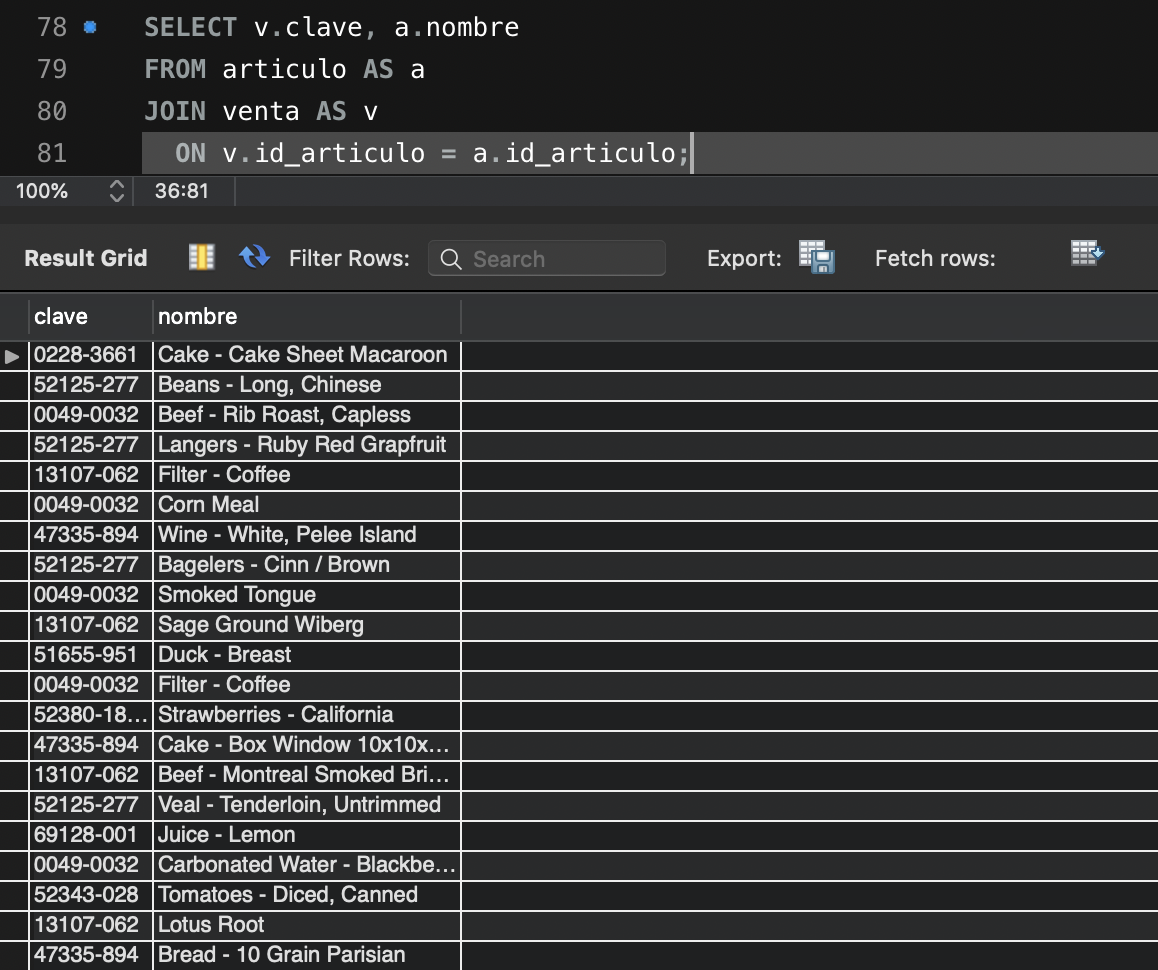 78 SELECT v.clave, a.nombre
79 FROM articulo AS a
80 JOIN venta AS v
81 ON v.id_articulo = a.id_articulo;
100% 36:81
Result Grid Filter Rows: Search Export: Fetch rows:
clave nombre
0228-3661 Cake - Cake Sheet Macaroon
52125-277 Beans - Long, Chinese
0049-0032 Beef - Rib Roast, Capless
52125-277 Langers - Ruby Red Grapfruit
13107-062 Filter - Coffee
0049-0032 Corn Meal
47335-894 Wine - White, Pelee Island
52125-277 Bagelers - Cinn / Brown
0049-0032 Smoked Tongue
13107-062 Sage Ground Wiberg
51655-951 Duck - Breast
0049-0032 Filter - Coffee
52380-18... Strawberries - California
47335-894 Cake - Box Window 10x10x...
13107-062 Beef - Montreal Smoked Bri...
52125-277 Veal - Tenderloin, Untrimmed
69128-001 Juice - Lemon
0049-0032 Carbonated Water - Blackbe...
52343-028 Tomatoes - Diced, Canned
13107-062 Lotus Root
47335-894 Bread - 10 Grain Parisian